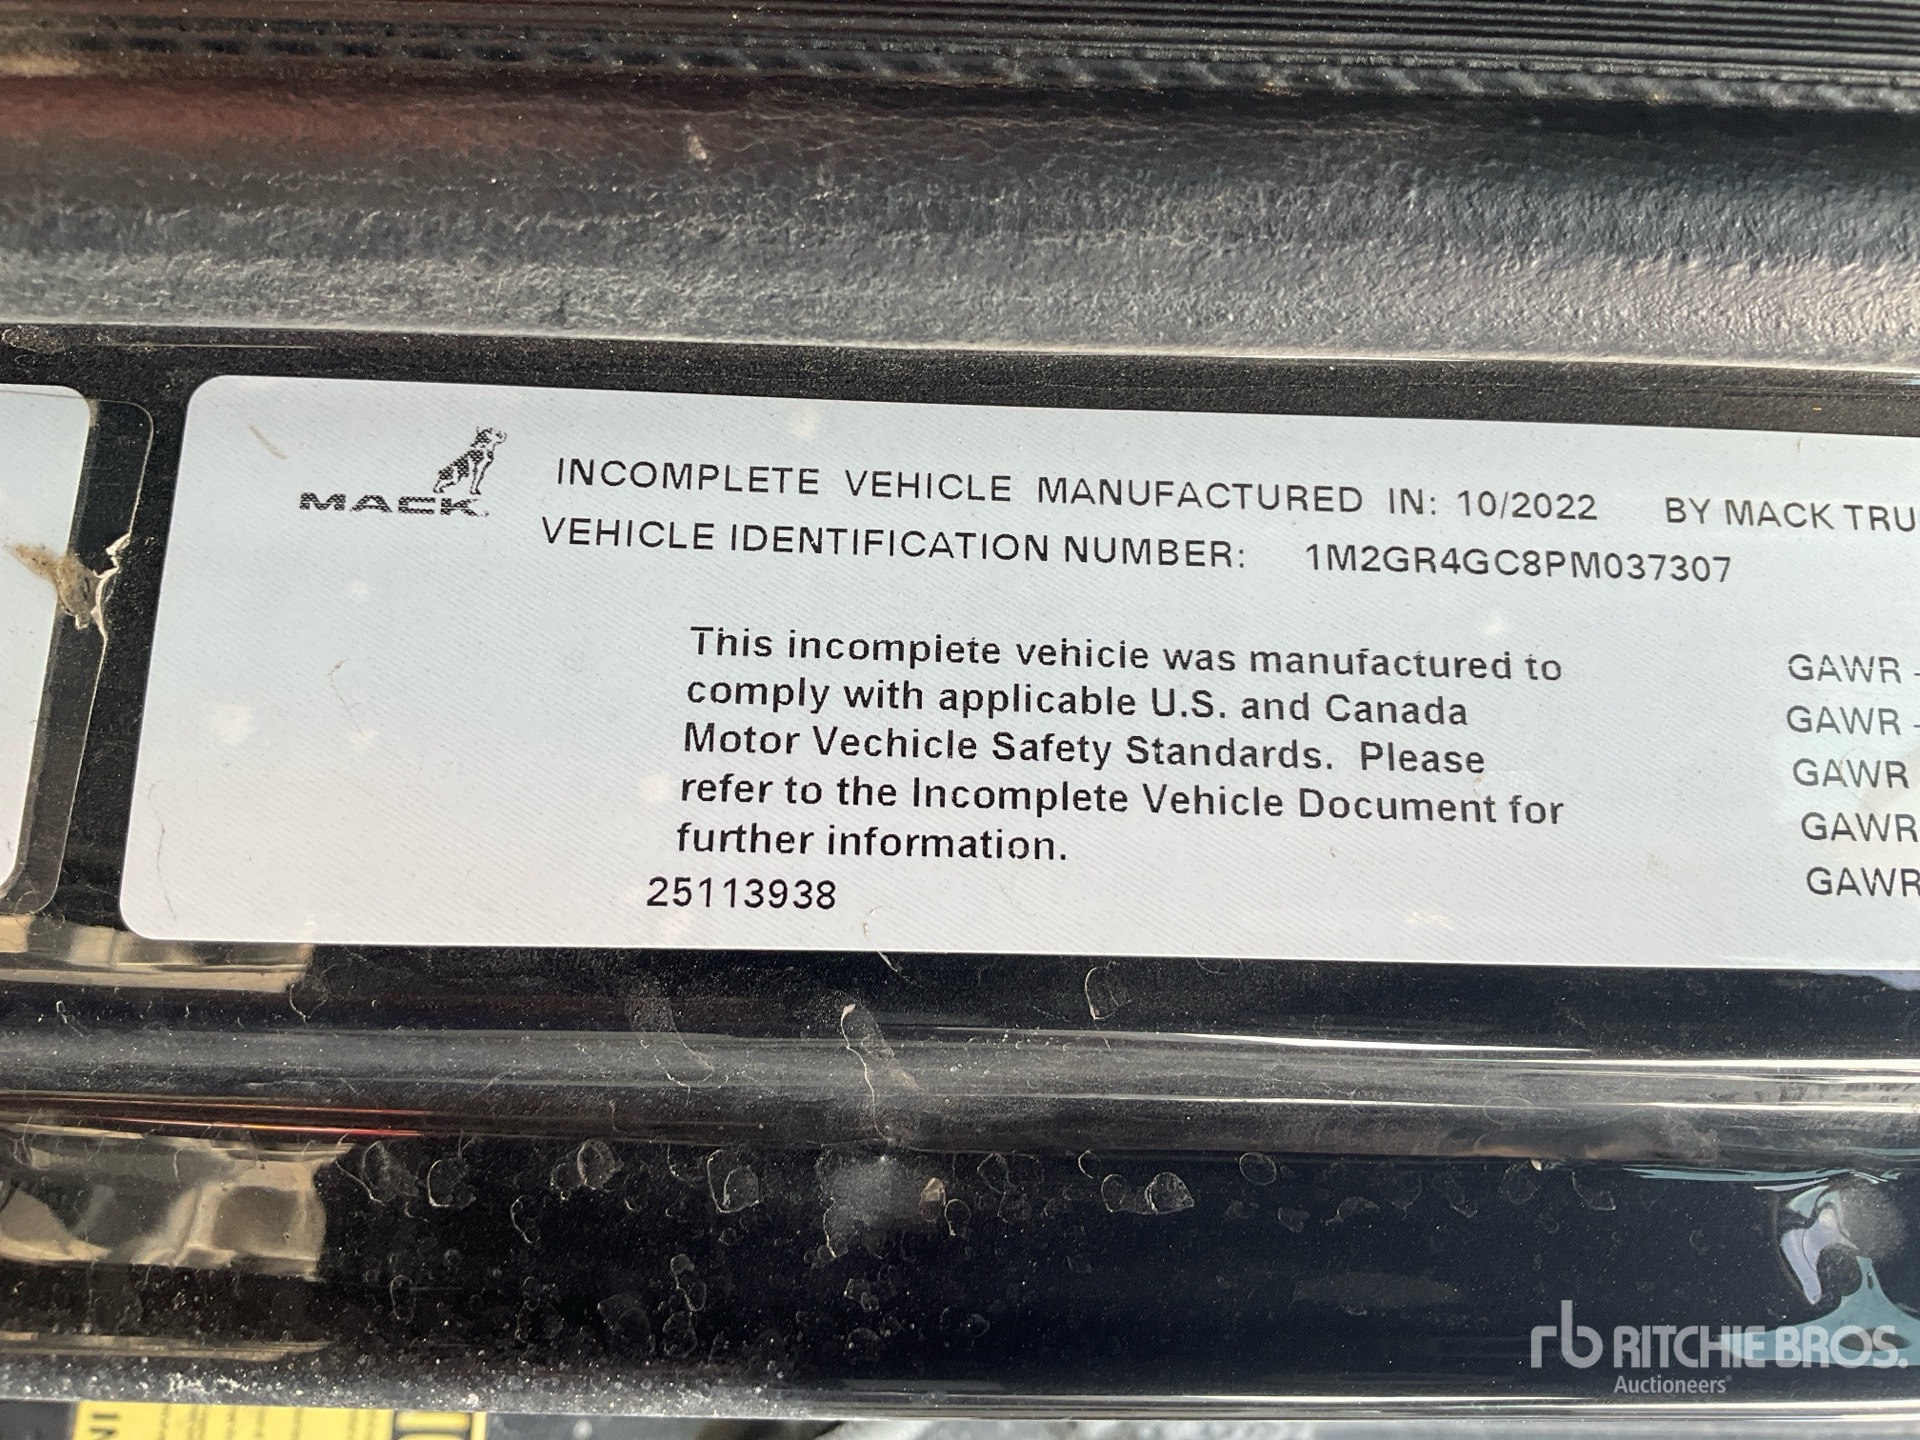 MACK
INCOMPLETE VEHICLE MANUFACTURED IN: 10/2022 BY MACK TRU
VEHICLE IDENTIFICATION NUMBER: 1M2GR4GC8PM037307
This incomplete vehicle was manufactured to
comply with applicable U.S. and Canada
Motor Vechicle Safety Standards. Please
refer to the Incomplete Vehicle Document for
further information.
25113938
GAWR -
GAWR -
GAWR
GAWR
GAWR
rb RITCHIE BROS.
Auctioneers